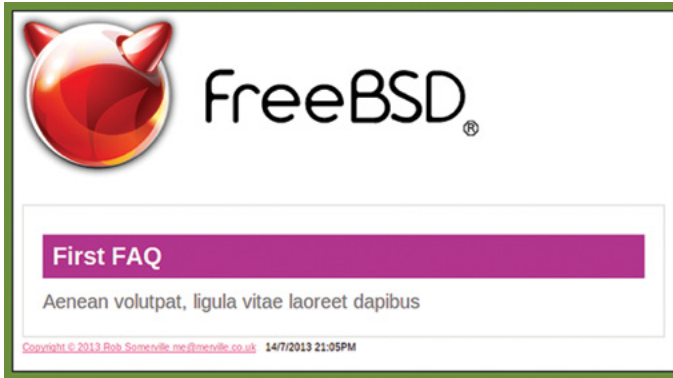 FreeBSD®
First FAQ
Aenean volutpat, ligula vitae laoreet dapibus
Copyright © 2013 Rob Somerville me@merville.co.uk 14/7/2013 21:05PM